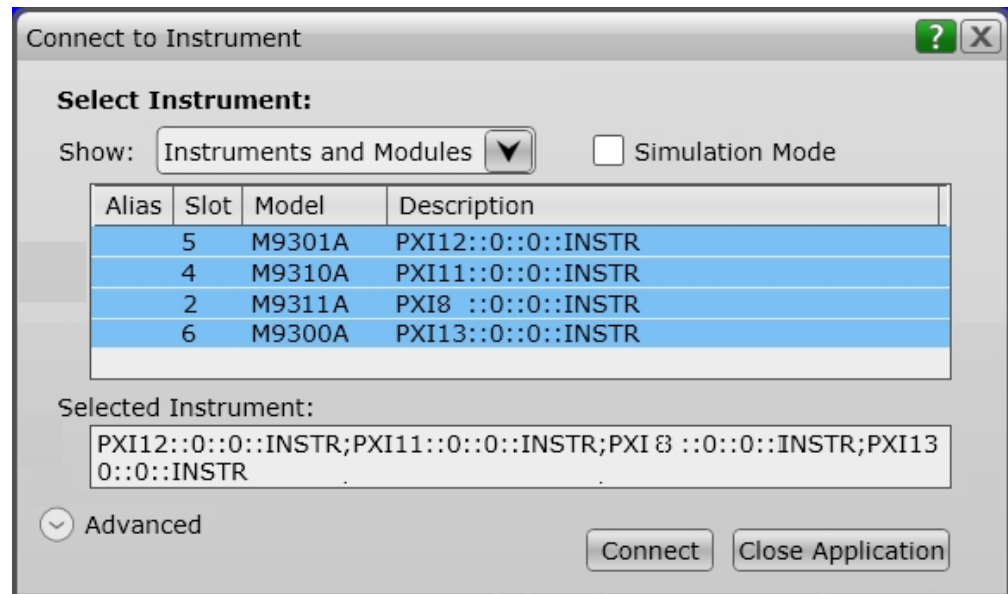 Connect to Instrument ? X
Select Instrument:
Show: Instruments and Modules Simulation Mode
Alias Slot Model Description
5 M9301A PXI12::0::0::INSTR
4 M9310A PXI11::0::0::INSTR
2 M9311A PXI8 ::0::0::INSTR
6 M9300A PXI13::0::0::INSTR
Selected Instrument:
PXI12::0::0::INSTR;PXI11::0::0::INSTR;PXI 8 ::0::0::INSTR;PXI13
0::0::INSTR
Advanced
Connect Close Application